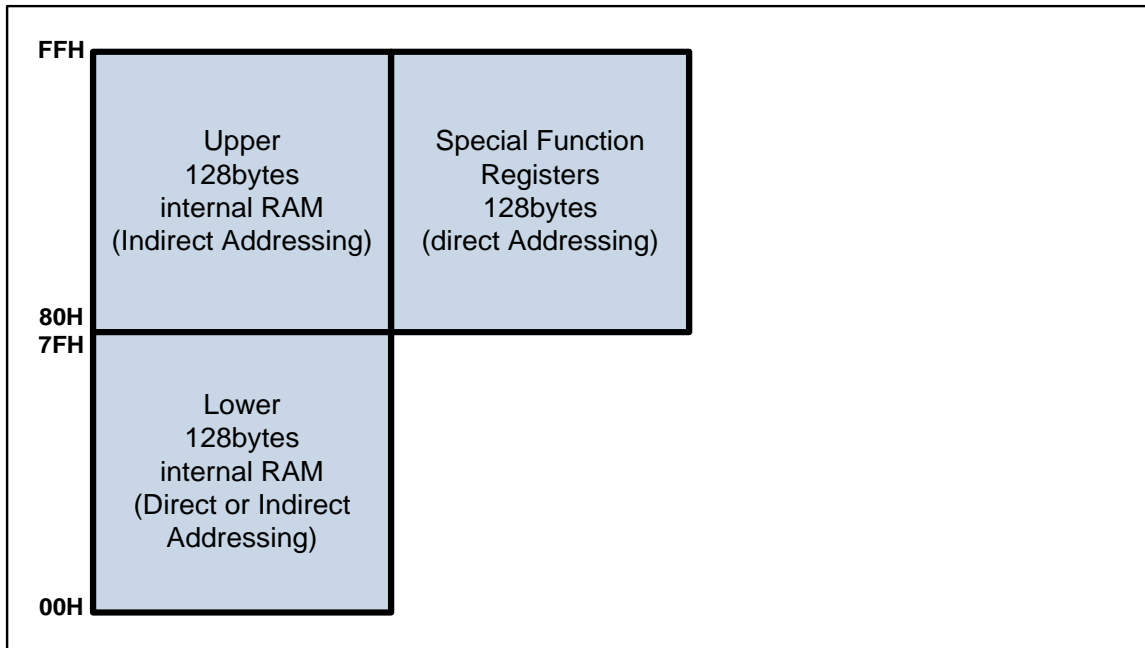 FFH
Upper
128bytes
internal RAM
(Indirect Addressing)
Special Function
Registers
128bytes
(direct Addressing)
80H
7FH
Lower
128bytes
internal RAM
(Direct or Indirect
Addressing)
00H